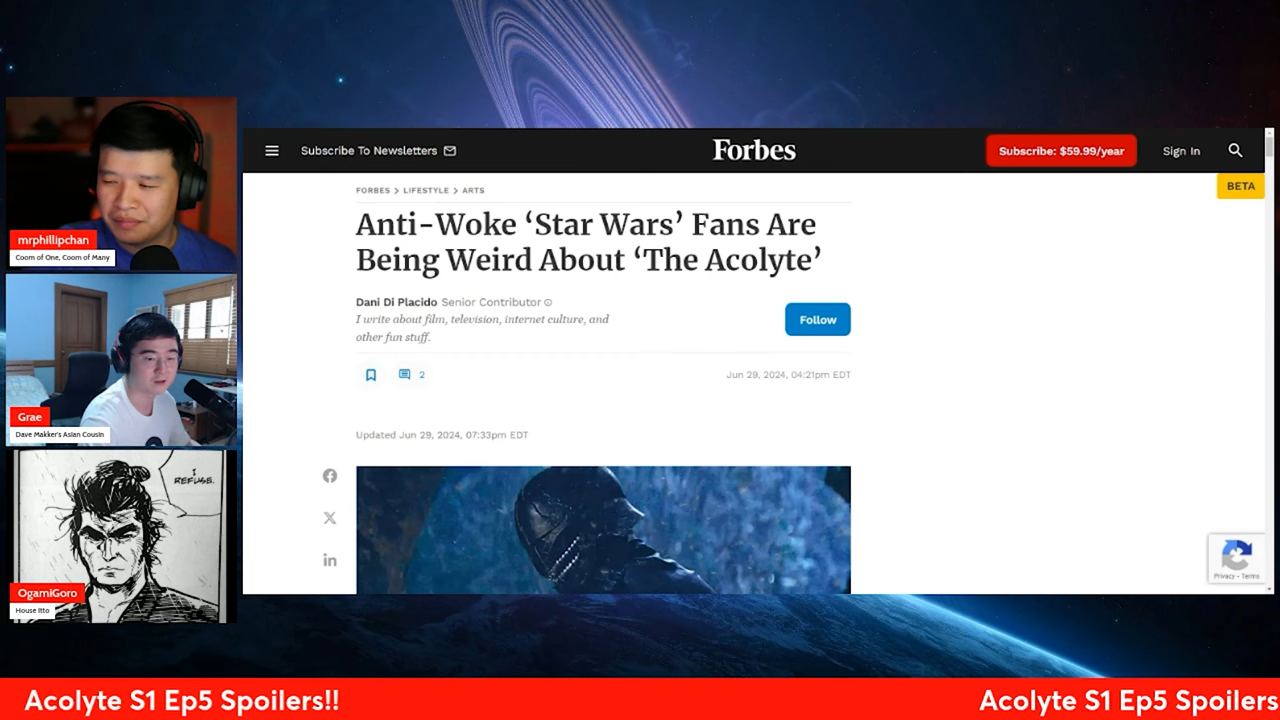 mrphillipchan
Coom of One, Coom of Many
Grae
Dave Makker's Asian Cousin
I
REFUSE.
OgamiGoro
House Itto
Subscribe To Newsletters
Forbes
Subscribe: $59.99/year
Sign In
BETA
FORBES > LIFESTYLE > ARTS
Anti-Woke ‘Star Wars’ Fans Are
Being Weird About ‘The Acolyte’
Dani Di Placido Senior Contributor
I write about film, television, internet culture, and
other fun stuff.
Follow
2
Jun 29, 2024, 04:21pm EDT
Updated Jun 29, 2024, 07:33pm EDT
Privacy - Terms
Acolyte S1 Ep5 Spoilers!!
Acolyte S1 Ep5 Spoilers